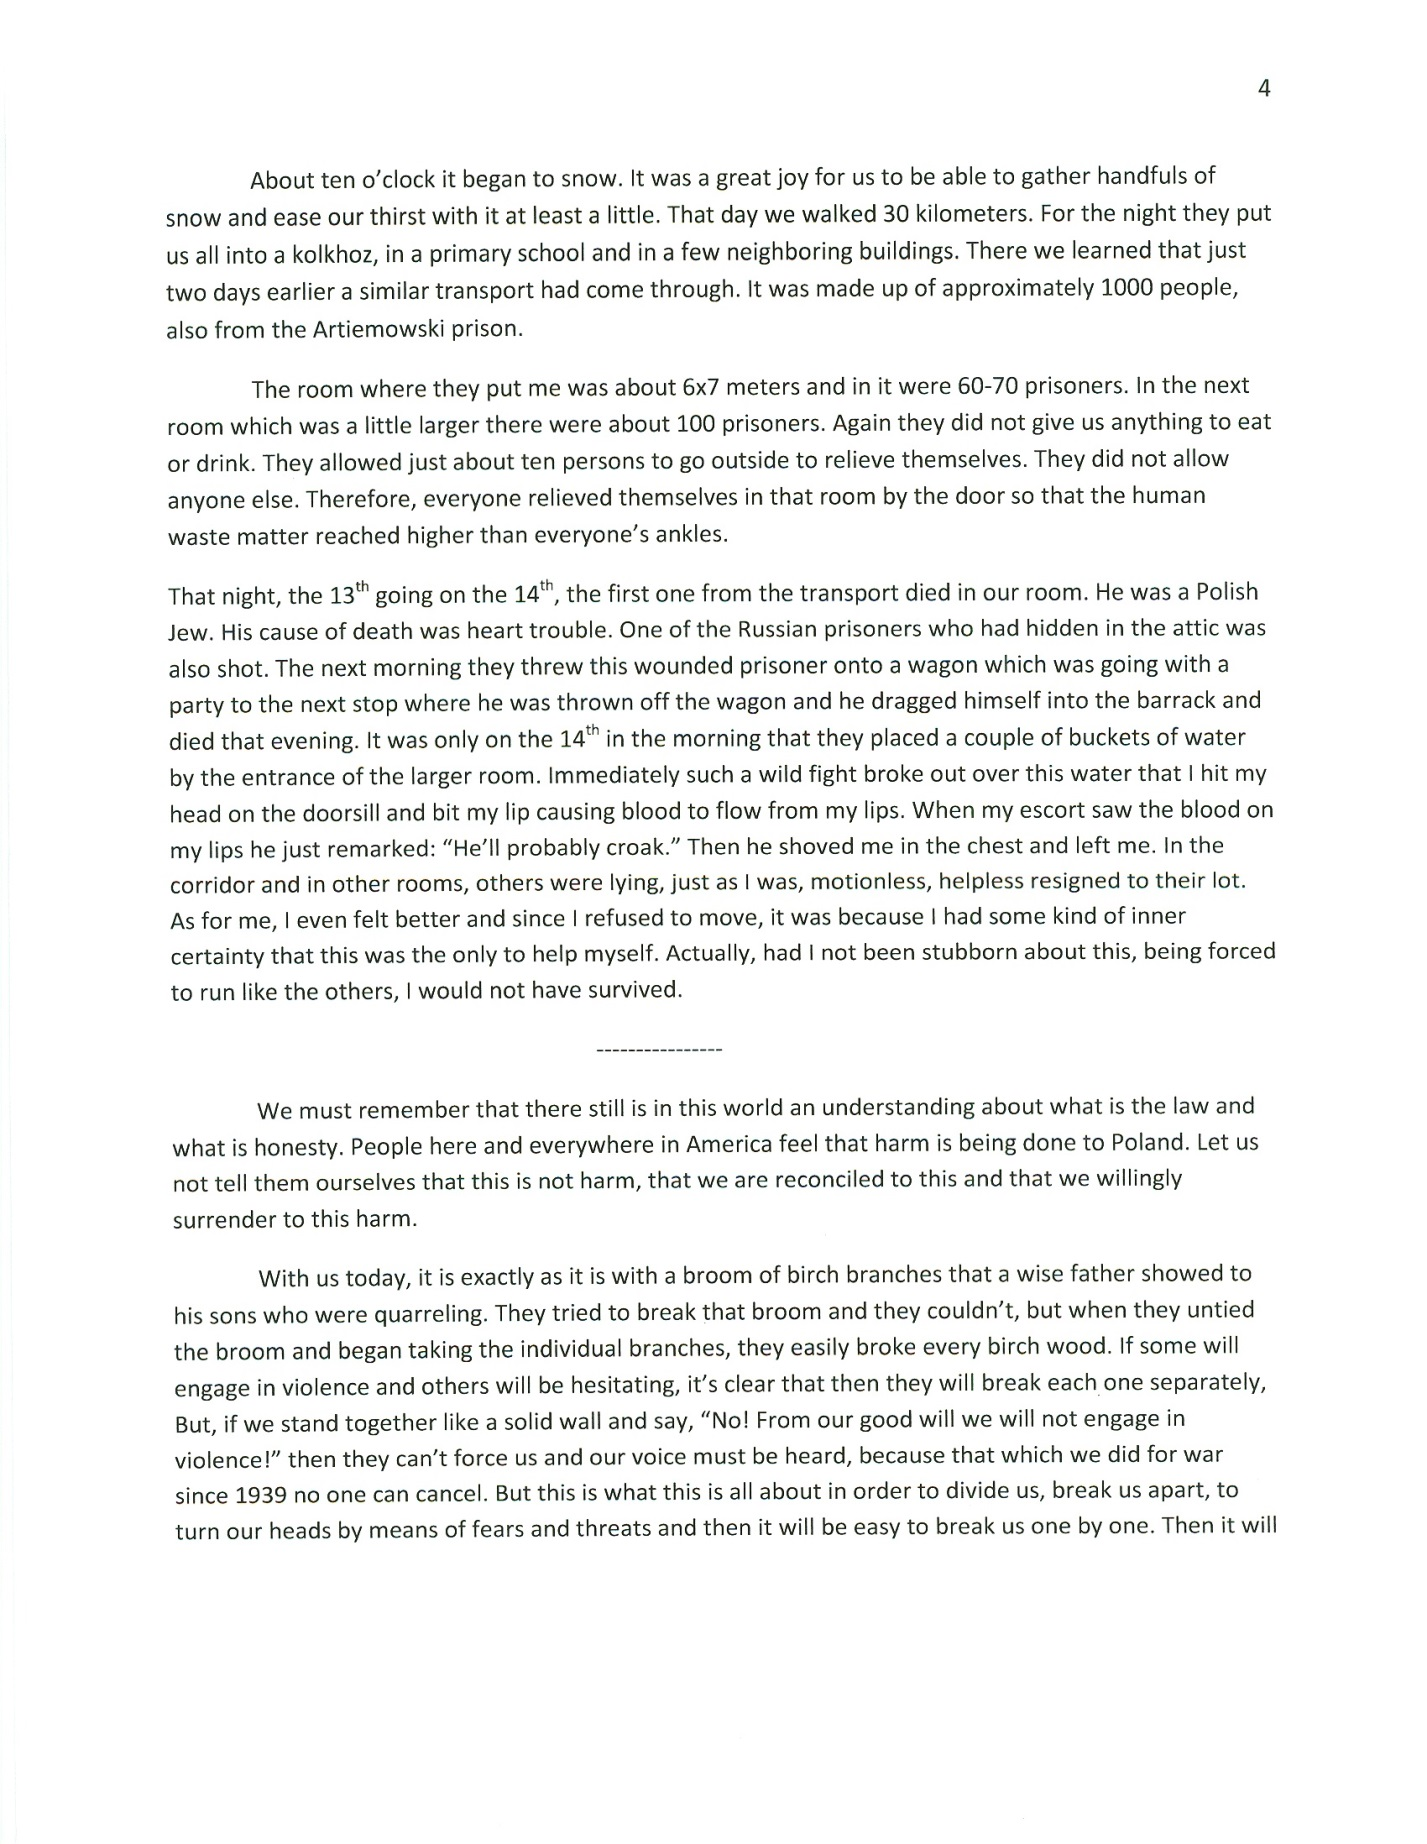 4
About ten o’clock it began to snow. It was a great joy for us to be able to gather handfuls of
snow and ease our thirst with it at least a little. That day we walked 30 kilometers. For the night they put
us all into a kolkhoz, in a primary school and in a few neighboring buildings. There we learned that just
two days earlier a similar transport had come through. It was made up of approximately 1000 people,
also from the Artiemowski prison.
The room where they put me was about 6x7 meters and in it were 60-70 prisoners. In the next
room which was a little larger there were about 100 prisoners. Again they did not give us anything to eat
or drink. They allowed just about ten persons to go outside to relieve themselves. They did not allow
anyone else. Therefore, everyone relieved themselves in that room by the door so that the human
waste matter reached higher than everyone’s ankles.
That night, the 13th going on the 14th, the first one from the transport died in our room. He was a Polish
Jew. His cause of death was heart trouble. One of the Russian prisoners who had hidden in the attic was
also shot. The next morning they threw this wounded prisoner onto a wagon which was going with a
party to the next stop where he was thrown off the wagon and he dragged himself into the barrack and
died that evening. It was only on the 14th in the morning that they placed a couple of buckets of water
by the entrance of the larger room. Immediately such a wild fight broke out over this water that I hit my
head on the doorsill and bit my lip causing blood to flow from my lips. When my escort saw the blood on
my lips he just remarked: “He’ll probably croak.” Then he shoved me in the chest and left me. In the
corridor and in other rooms, others were lying, just as I was, motionless, helpless resigned to their lot.
As for me, I even felt better and since I refused to move, it was because I had some kind of inner
certainty that this was the only to help myself. Actually, had I not been stubborn about this, being forced
to run like the others, I would not have survived.
----------------
We must remember that there still is in this world an understanding about what is the law and
what is honesty. People here and everywhere in America feel that harm is being done to Poland. Let us
not tell them ourselves that this is not harm, that we are reconciled to this and that we willingly
surrender to this harm.
With us today, it is exactly as it is with a broom of birch branches that a wise father showed to
his sons who were quarreling. They tried to break that broom and they couldn’t, but when they untied
the broom and began taking the individual branches, they easily broke every birch wood. If some will
engage in violence and others will be hesitating, it’s clear that then they will break each one separately,
But, if we stand together like a solid wall and say, “No! From our good will we will not engage in
violence!” then they can’t force us and our voice must be heard, because that which we did for war
since 1939 no one can cancel. But this is what this is all about in order to divide us, break us apart, to
turn our heads by means of fears and threats and then it will be easy to break us one by one. Then it will